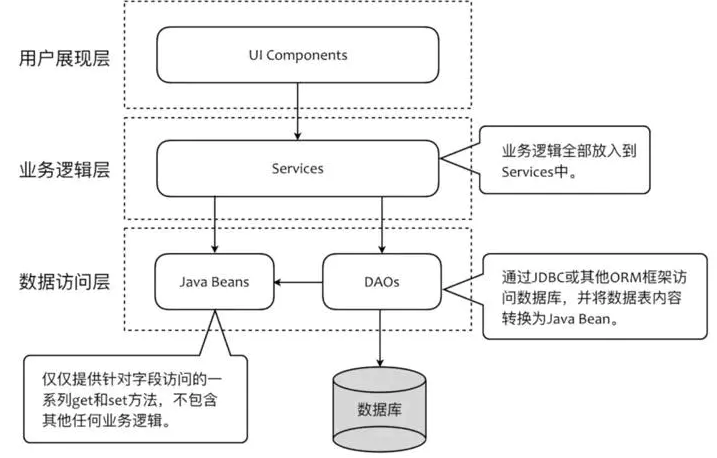 用户展现层
UI Components
业务逻辑层
Services
业务逻辑全部放入到
Services中。
数据访问层
Java Beans
DAOs
通过JDBC或其他ORM框架访
问数据库，并将数据表内容
转换为Java Bean。
仅仅提供针对字段访问的一
系列get和set方法，不包含
其他任何业务逻辑。
数据库